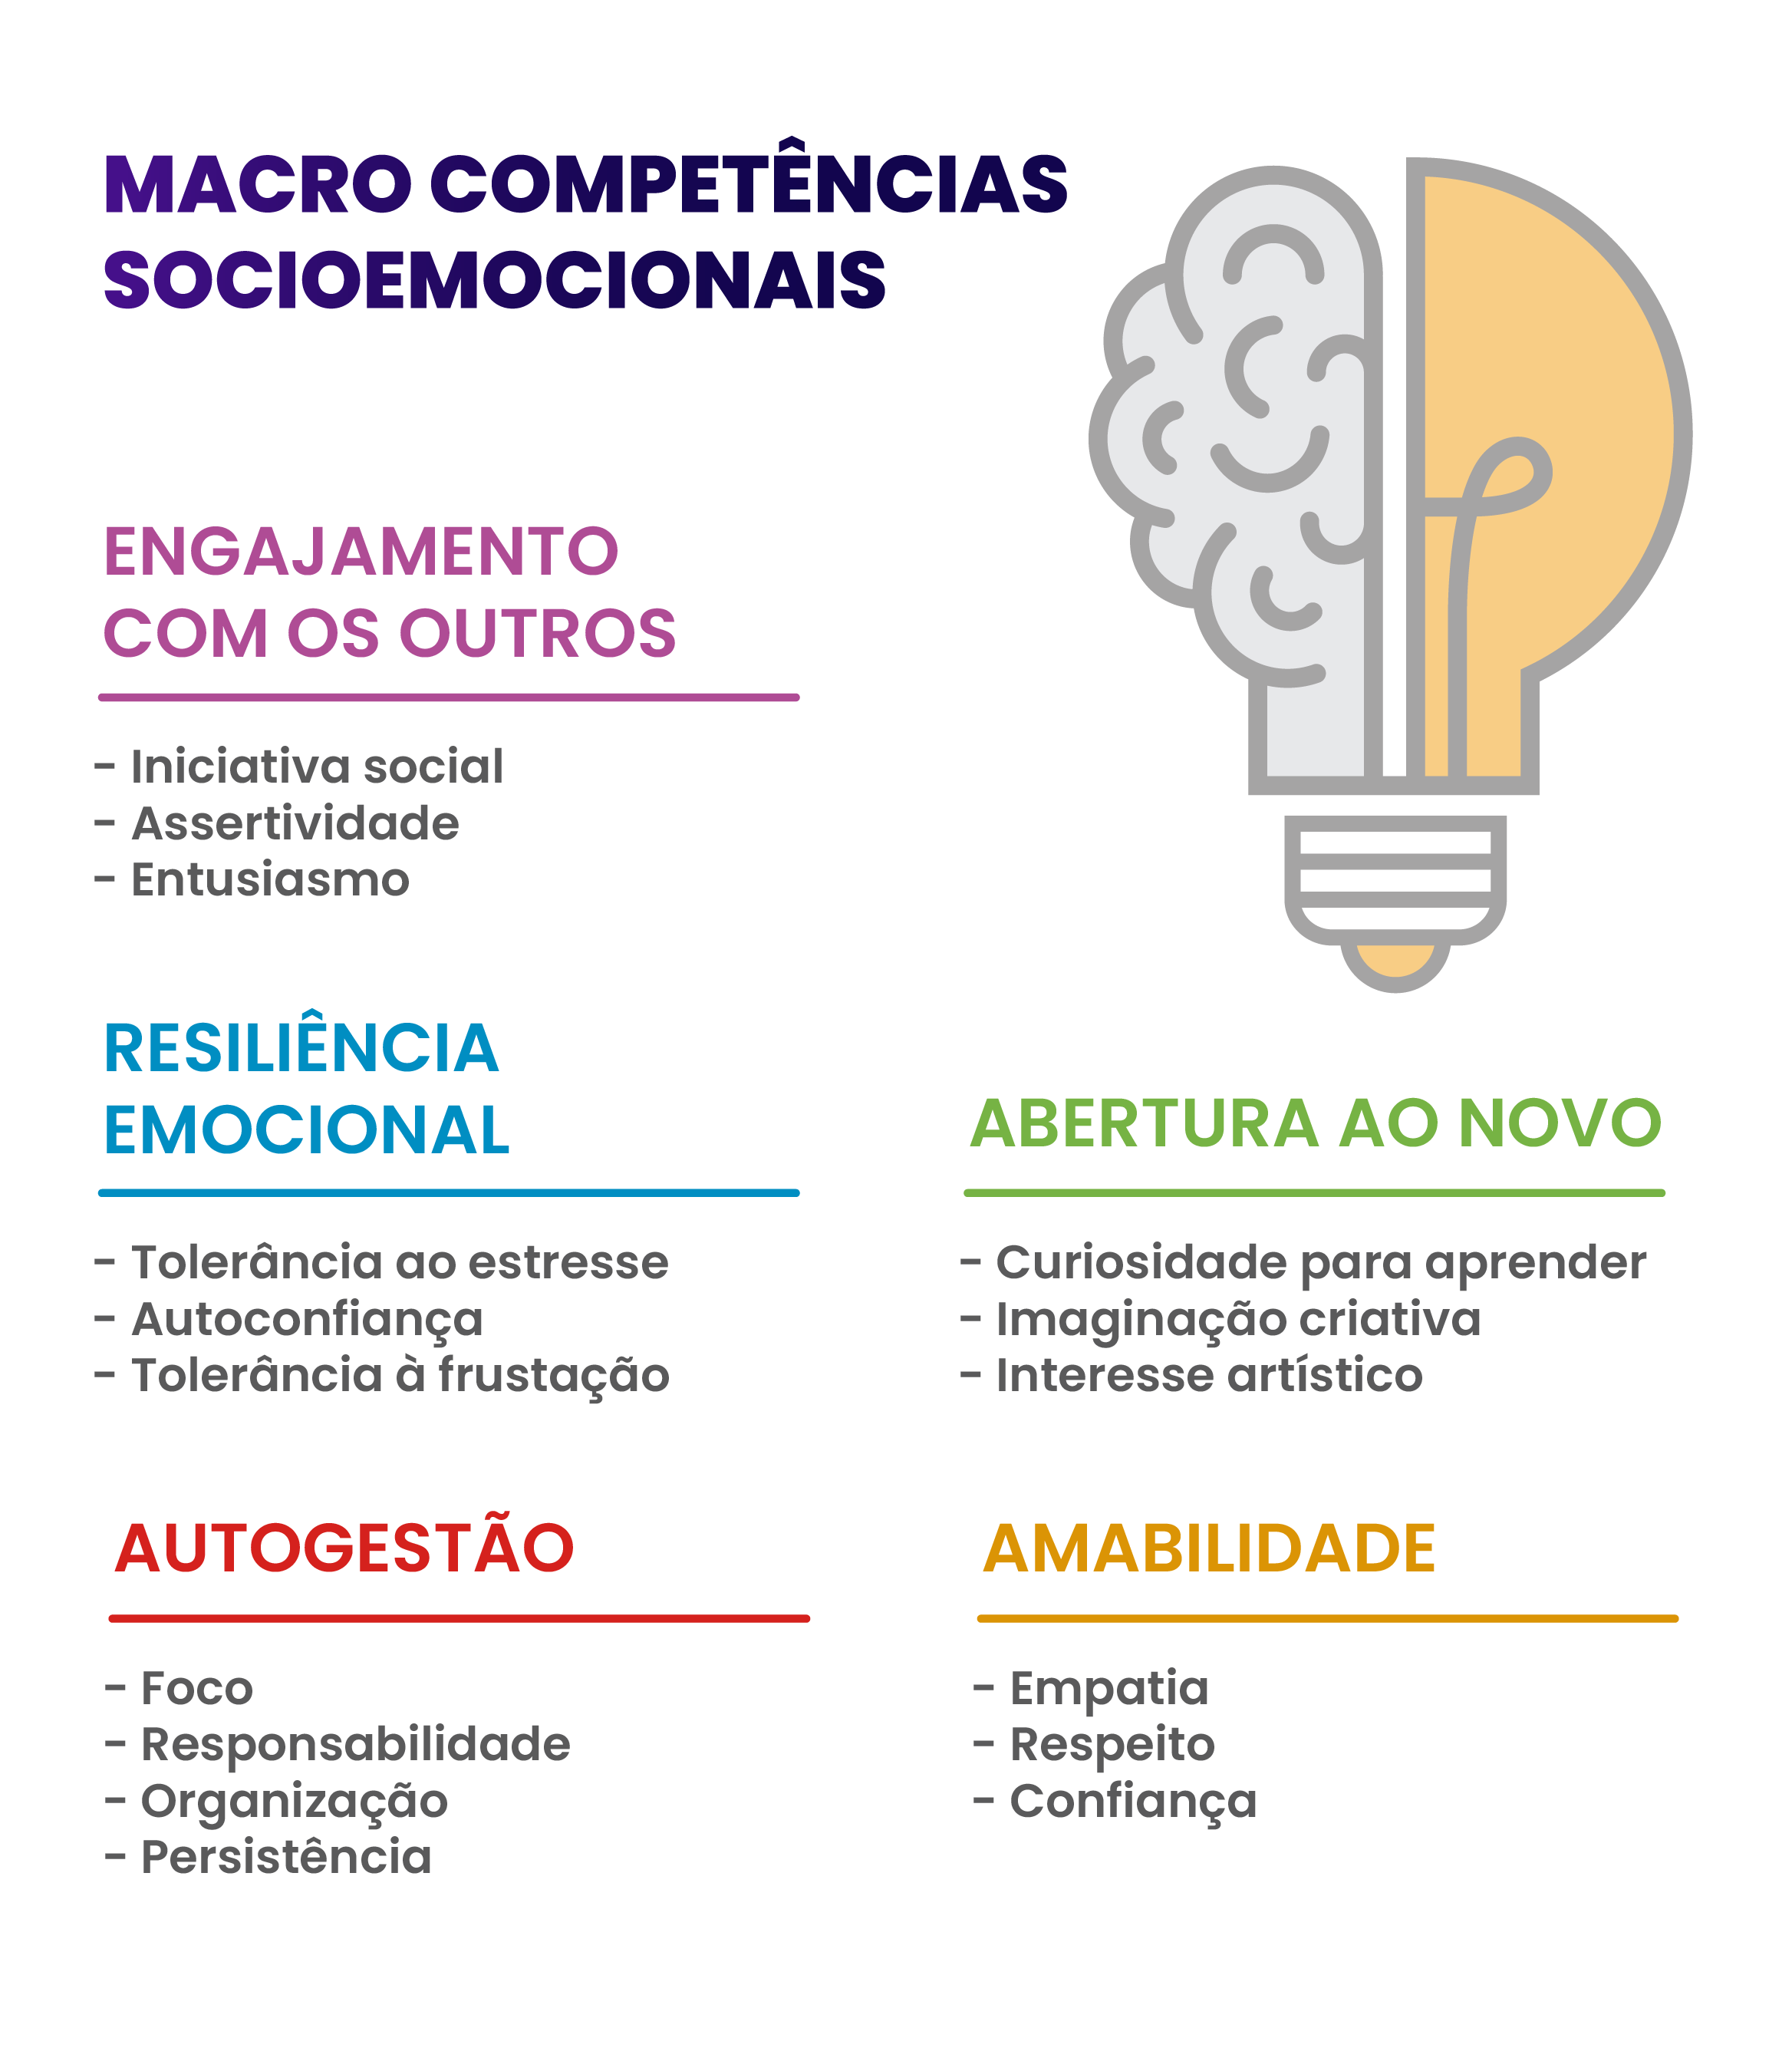 MACRO COMPETÊNCIAS
SOCIOEMOCIONAIS
ENGAJAMENTO
COM OS OUTROS
- Iniciativa social
- Assertividade
- Entusiasmo
RESILIÊNCIA
EMOCIONAL
- Tolerância ao estresse
- Autoconfiança
- Tolerância à frustação
ABERTURA AO NOVO
- Curiosidade para aprender
- Imaginação criativa
- Interesse artístico
AUTOGESTÃO
- Foco
- Responsabilidade
- Organização
- Persistência
AMABILIDADE
- Empatia
- Respeito
- Confiança